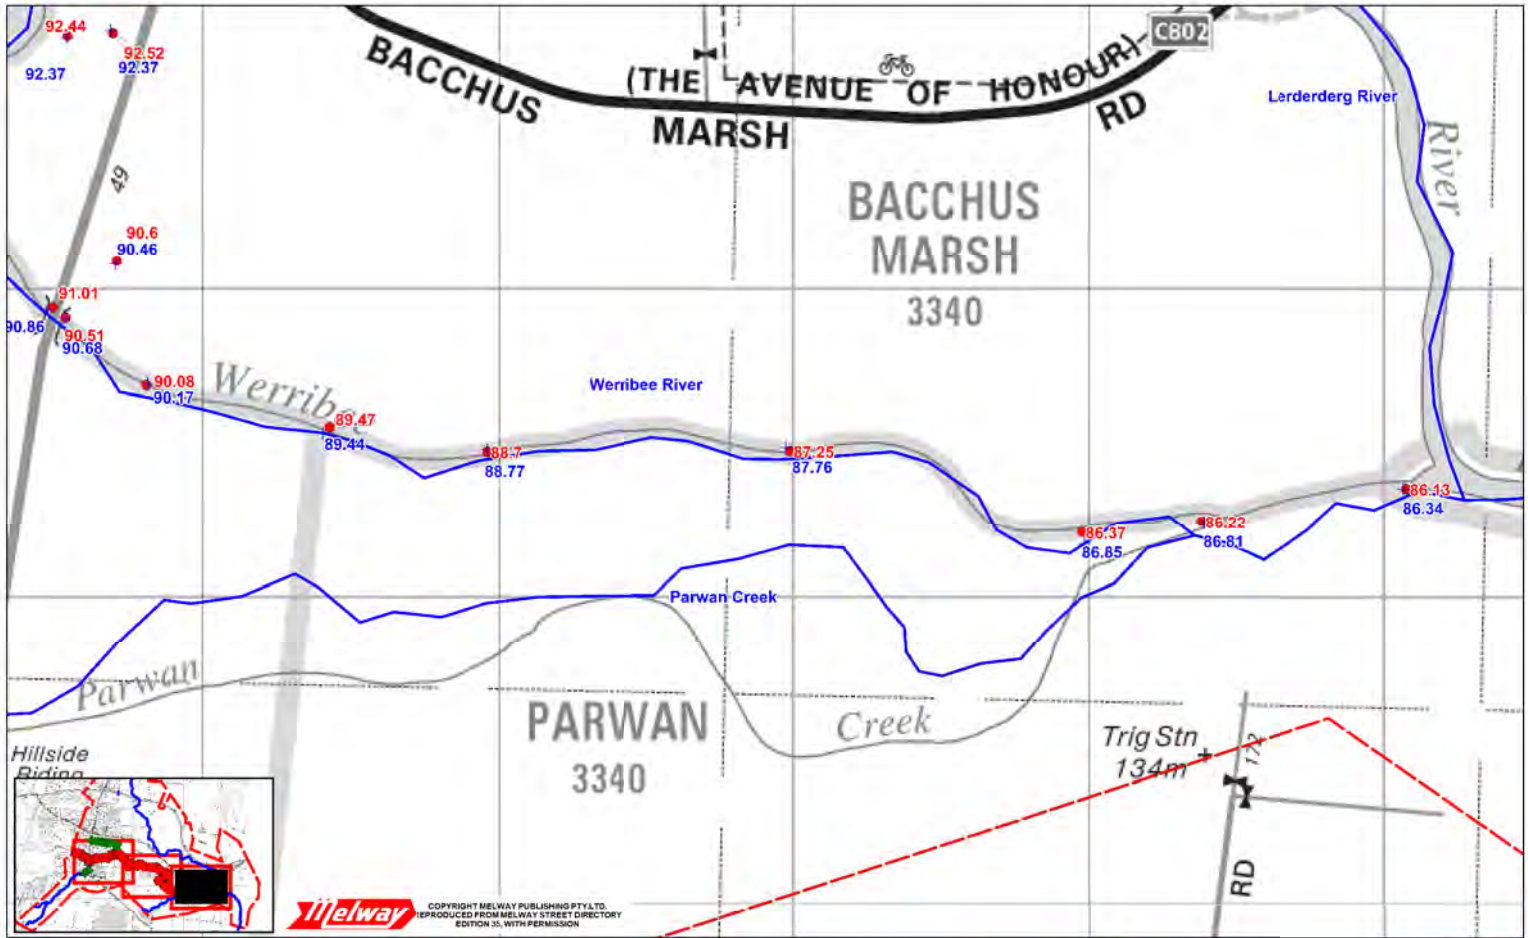 92.44
92.52
92.37
92.37
C802
BACCHUS
(THE AVENUE OF HONOUR)
MARSH
RD
Lerderderg River
River
49
BACCHUS
MARSH
3340
90.6
90.46
91.01
90.86
90.51
90.68
90.08
90.17
Werribee
Werribee River
89.47
89.44
88.7
88.77
87.25
87.76
86.13
86.34
86.37
86.85
86.22
86.81
Parwan Creek
Parwan
Creek
PARWAN
3340
Trig Stn
134m
172
RD
Hillside
Riding
Melway
COPYRIGHT MELWAY PUBLISHING PTY.LTD.
REPRODUCED FROM MELWAY STREET DIRECTORY
EDITION 35, WITH PERMISSION